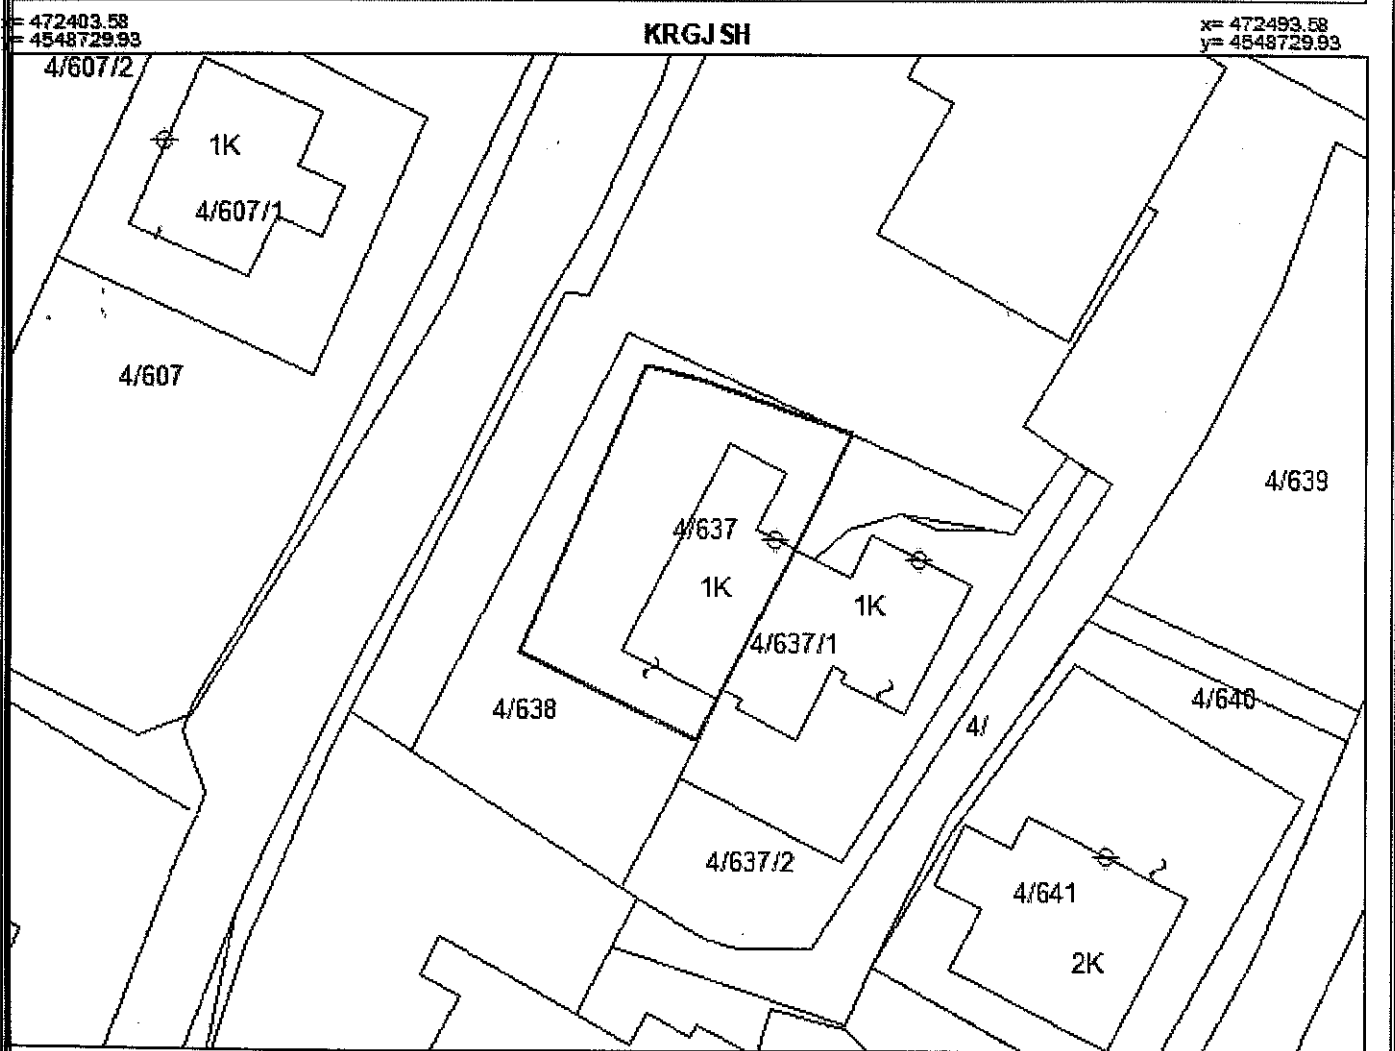 x= 472403.58
y= 4548729.93
KRGJSH
x= 472493.58
y= 4548729.93
4/607/2
1K
4/607/1
4/607
4/639
4/637
1K
1K
4/637/1
4/640
4/638
4/
4/637/2
4/641
2K